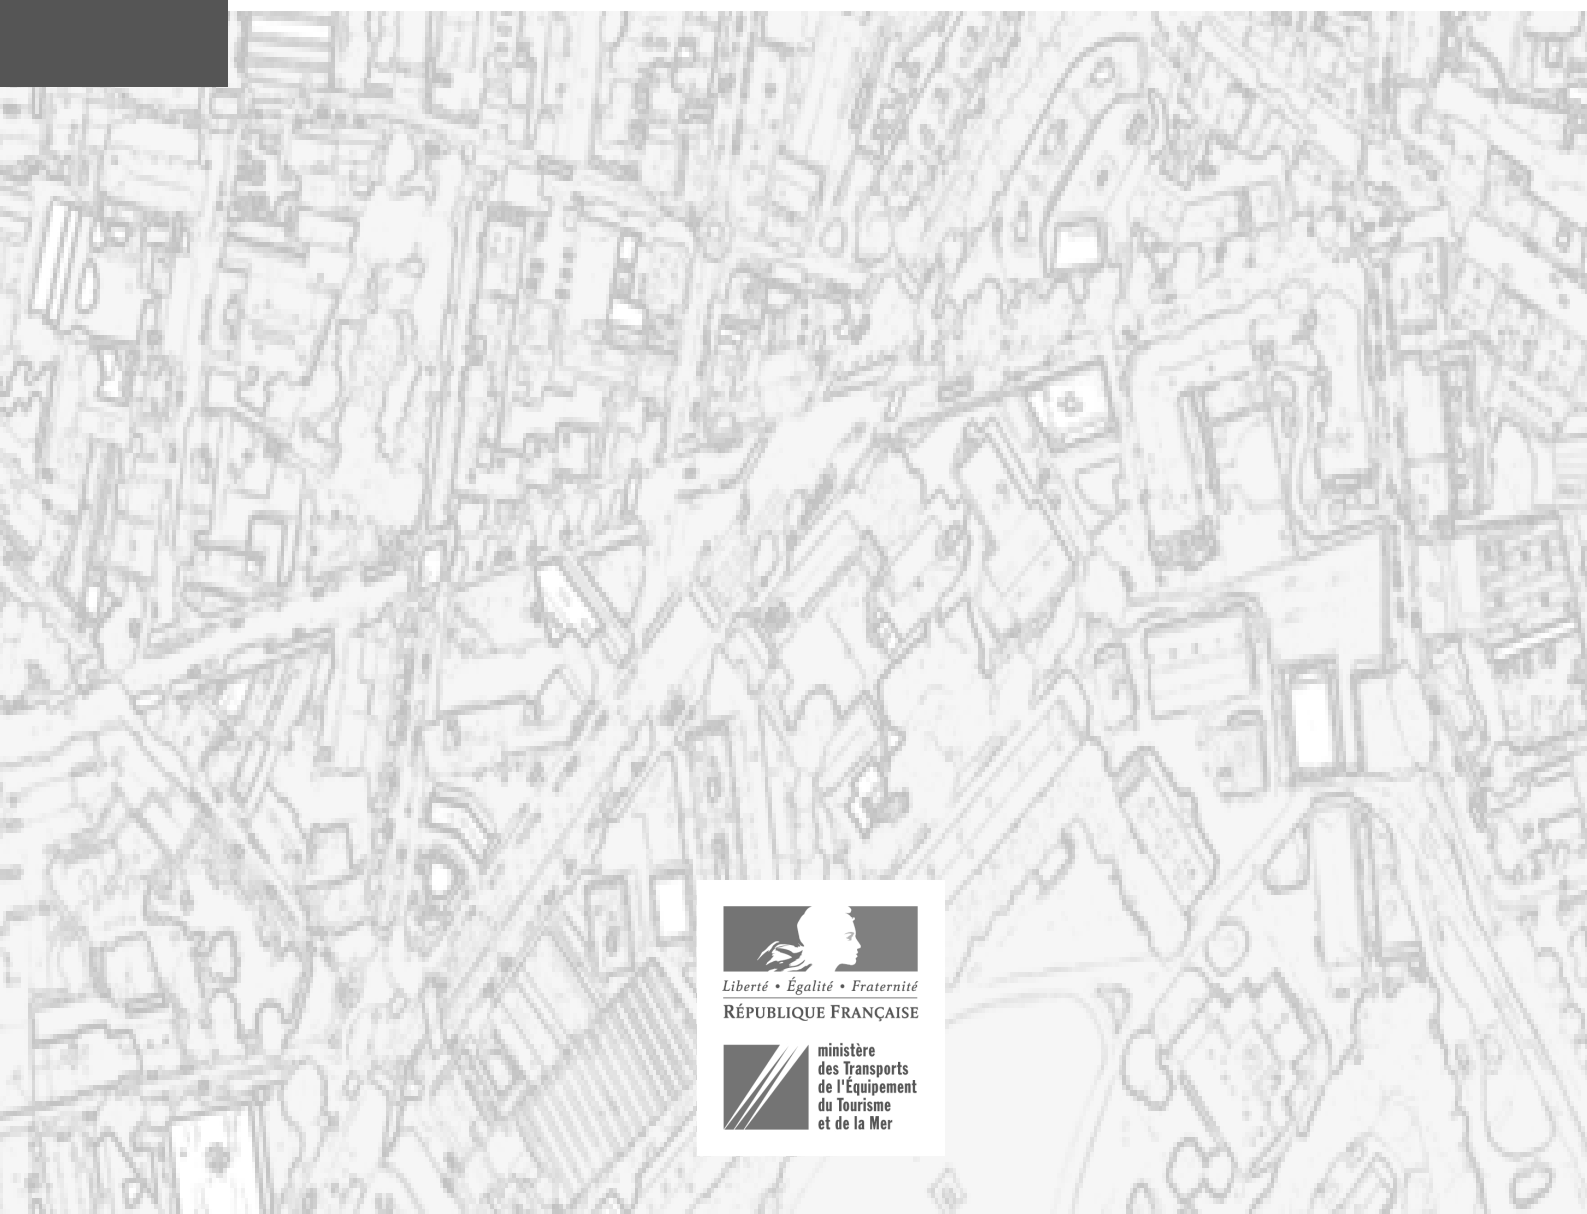 Liberté • Égalité • Fraternité
RÉPUBLIQUE FRANÇAISE
ministère
des Transports
de l'Équipement
du Tourisme
et de la Mer